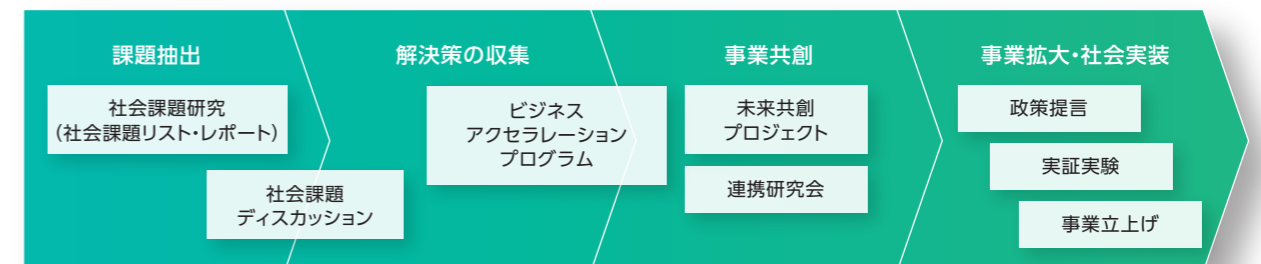 課題抽出
社会課題研究
（社会課題リスト・レポート）
社会課題
ディスカッション
解決策の収集
ビジネス
アクセラレーション
プログラム
事業共創
未来共創
プロジェクト
連携研究会
事業拡大・社会実装
政策提言
実証実験
事業立上げ